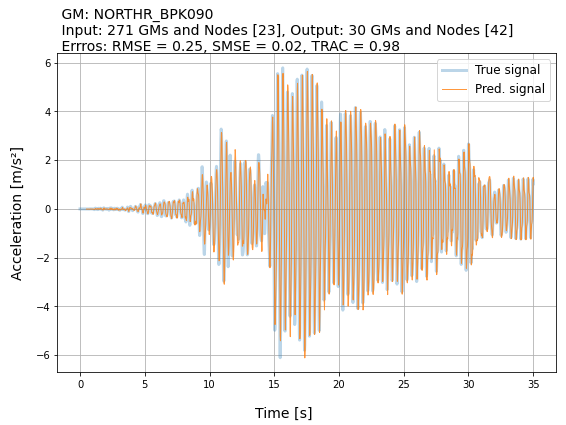 GM: NORTHR_BPK090
Input: 271 GMs and Nodes [23], Output: 30 GMs and Nodes [42]
Errros: RMSE = 0.25, SMSE = 0.02, TRAC = 0.98
True signal
Pred. signal
6
4
2
0
−2
−4
−6
Acceleration [m/s²]
0 5 10 15 20 25 30 35
Time [s]